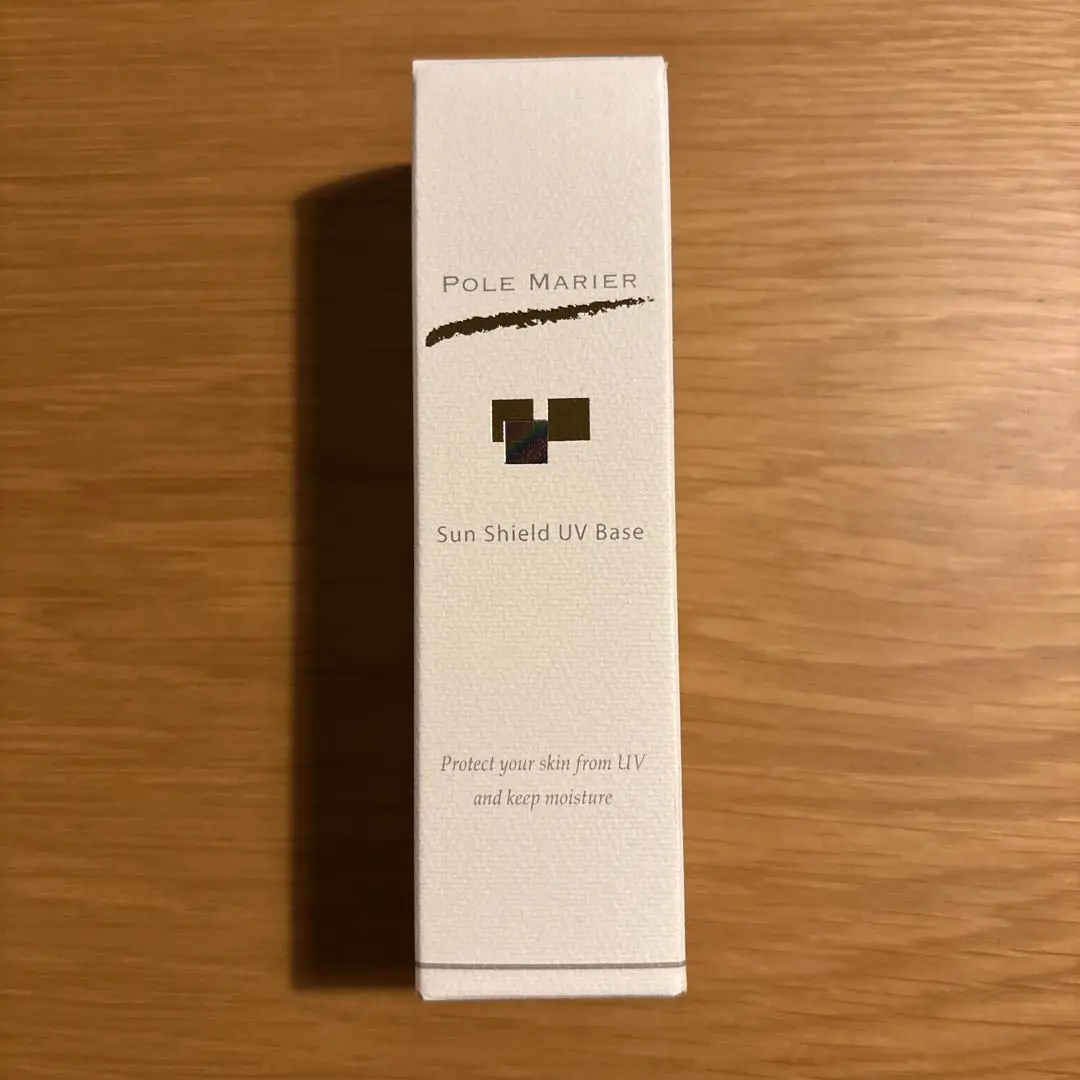 POLE MARIER
Sun Shield UV Base
Protect your skin from UV
and keep moisture